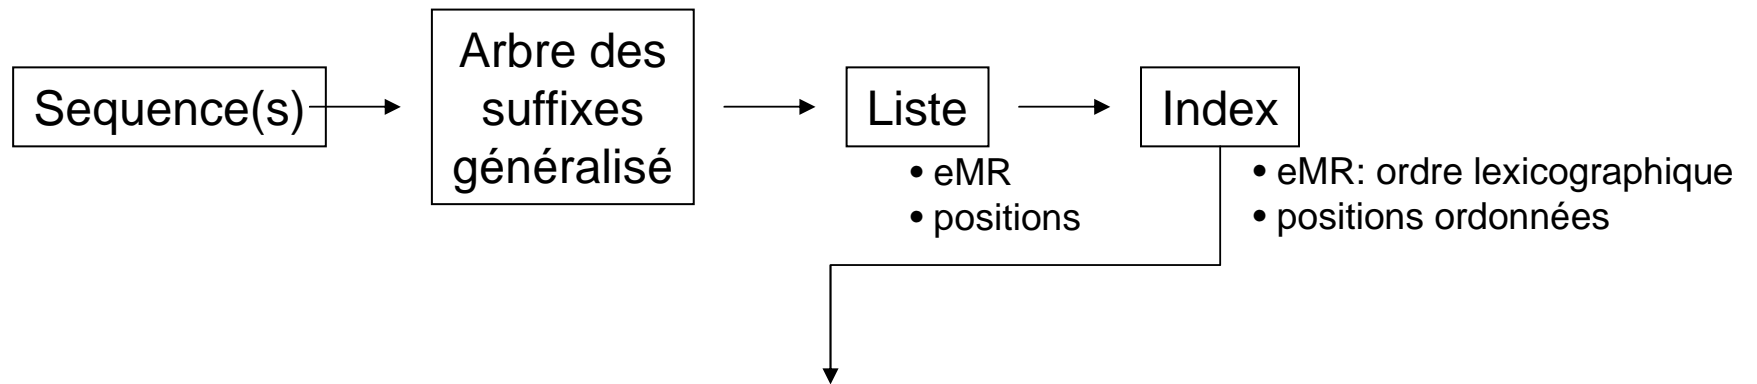 Sequence(s)
Arbre des
suffixes
généralisé
Liste
• eMR
• positions
Index
• eMR: ordre lexicographique
• positions ordonnées